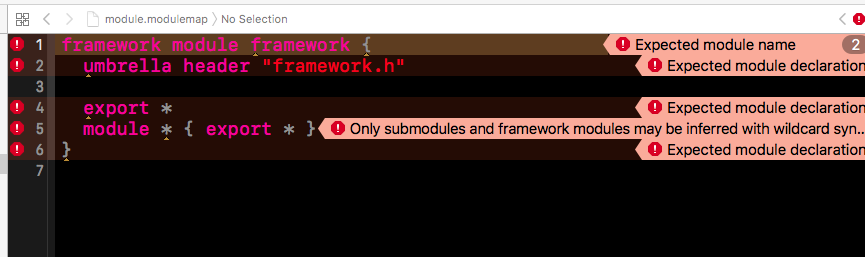 module.modulemap No Selection
1 framework module framework { Expected module name 2
2 umbrella header "framework.h" Expected module declaration
3
4 export * Expected module declaration
5 module * { export * } Only submodules and framework modules may be inferred with wildcard syn...
6 } Expected module declaration
7